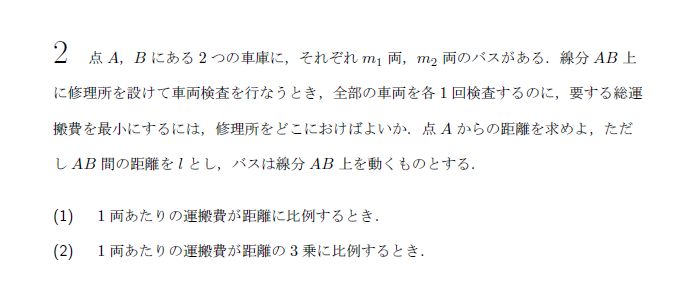 2 点 A，B にある 2 つの車庫に，それぞれ m₁ 両，m₂ 両のバスがある．線分 AB 上
に修理所を設けて車両検査を行なうとき，全部の車両を各 1 回検査するのに，要する総運
搬費を最小にするには，修理所をどこにおけばよいか．点 A からの距離を求めよ，ただ
し AB 間の距離を l とし，バスは線分 AB 上を動くものとする．
(1) 1 両あたりの運搬費が距離に比例するとき．
(2) 1 両あたりの運搬費が距離の 3 乗に比例するとき．